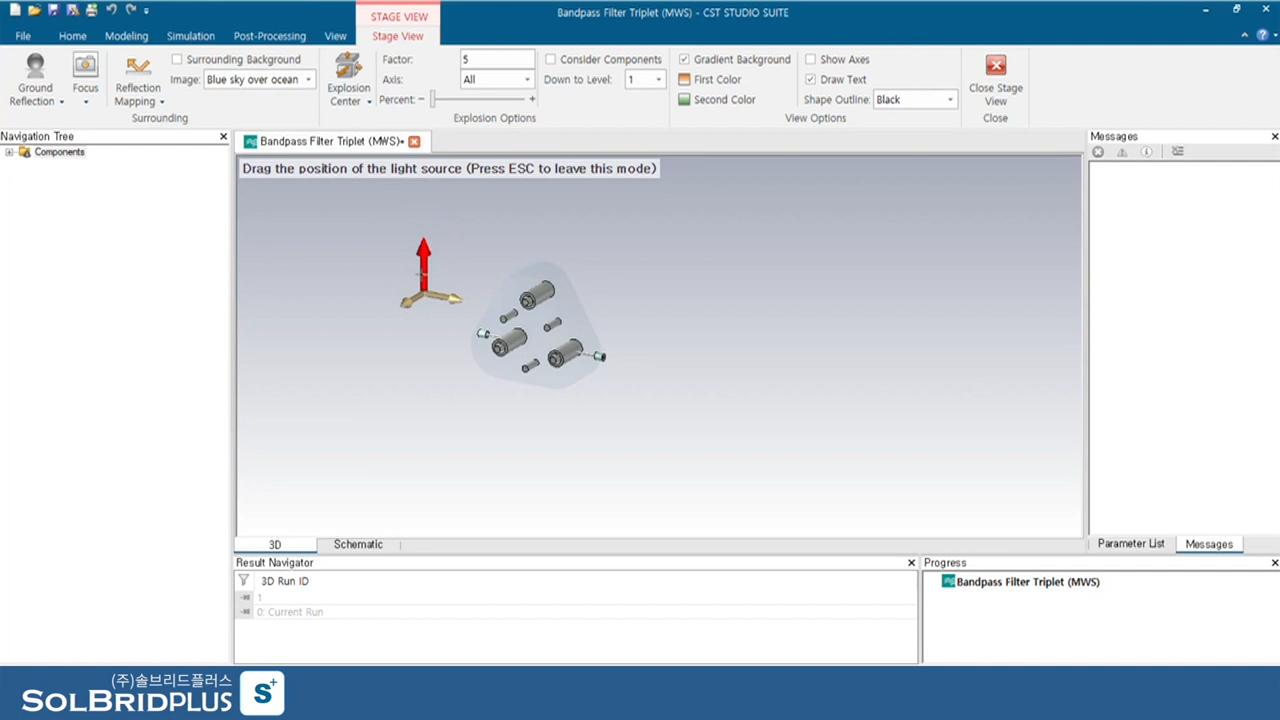 STAGE VIEW
Bandpass Filter Triplet (MWS) - CST STUDIO SUITE
File Home Modeling Simulation Post-Processing View Stage View
Ground Reflection
Focus
Reflection Mapping
Surrounding Background
Image: Blue sky over ocean
Surrounding
Explosion Center
Factor: 5
Axis: All
Percent:
Consider Components
Down to Level: 1
Explosion Options
Gradient Background
First Color
Second Color
Show Axes
Draw Text
Shape Outline: Black
View Options
Close Stage View
Close
Navigation Tree
Components
Bandpass Filter Triplet (MWS)*
Drag the position of the light source (Press ESC to leave this mode)
Messages
3D Schematic
Parameter List Messages
Result Navigator
3D Run ID
1
0: Current Run
Progress
Bandpass Filter Triplet (MWS)
(주)솔브리드플러스
SOLBRIDPLUS
S+